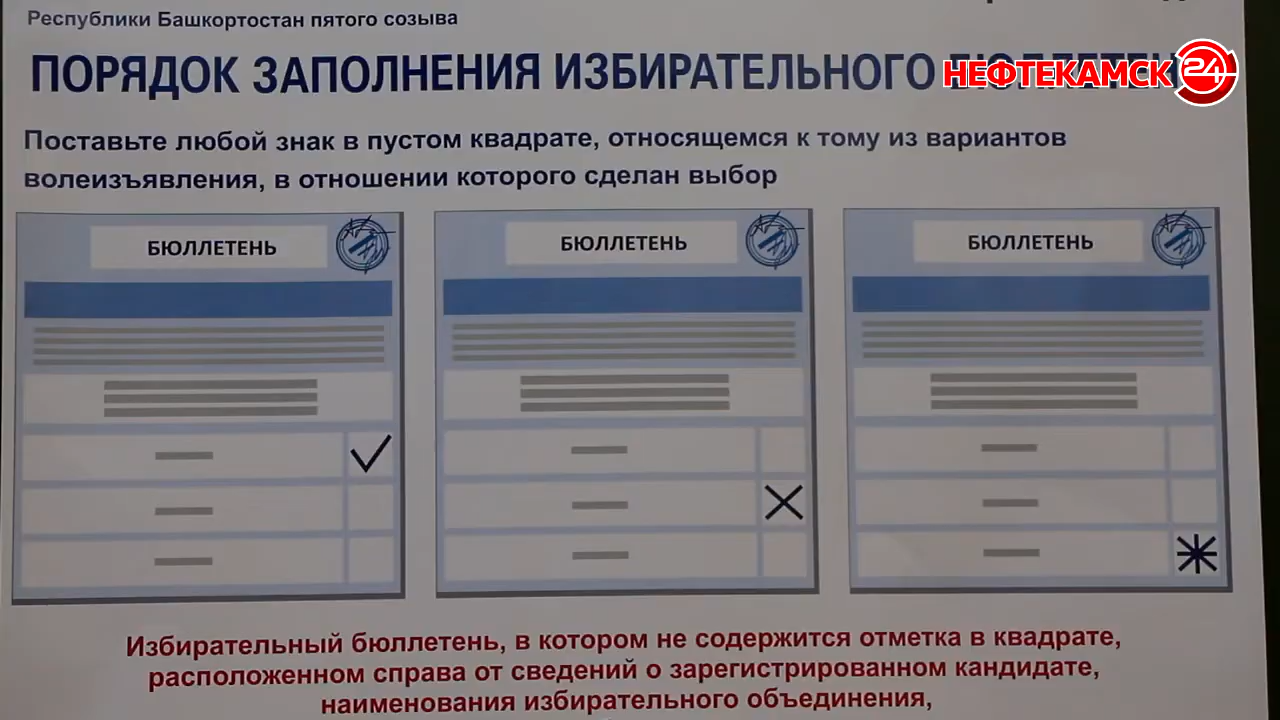 Республики Башкортостан пятого созыва
ПОРЯДОК ЗАПОЛНЕНИЯ ИЗБИРАТЕЛЬНОГО
НЕФТЕКАМСК 24
Поставьте любой знак в пустом квадрате, относящемся к тому из вариантов
волеизъявления, в отношении которого сделан выбор
БЮЛЛЕТЕНЬ
БЮЛЛЕТЕНЬ
БЮЛЛЕТЕНЬ
Избирательный бюллетень, в котором не содержится отметка в квадрате,
расположенном справа от сведений о зарегистрированном кандидате,
наименования избирательного объединения,